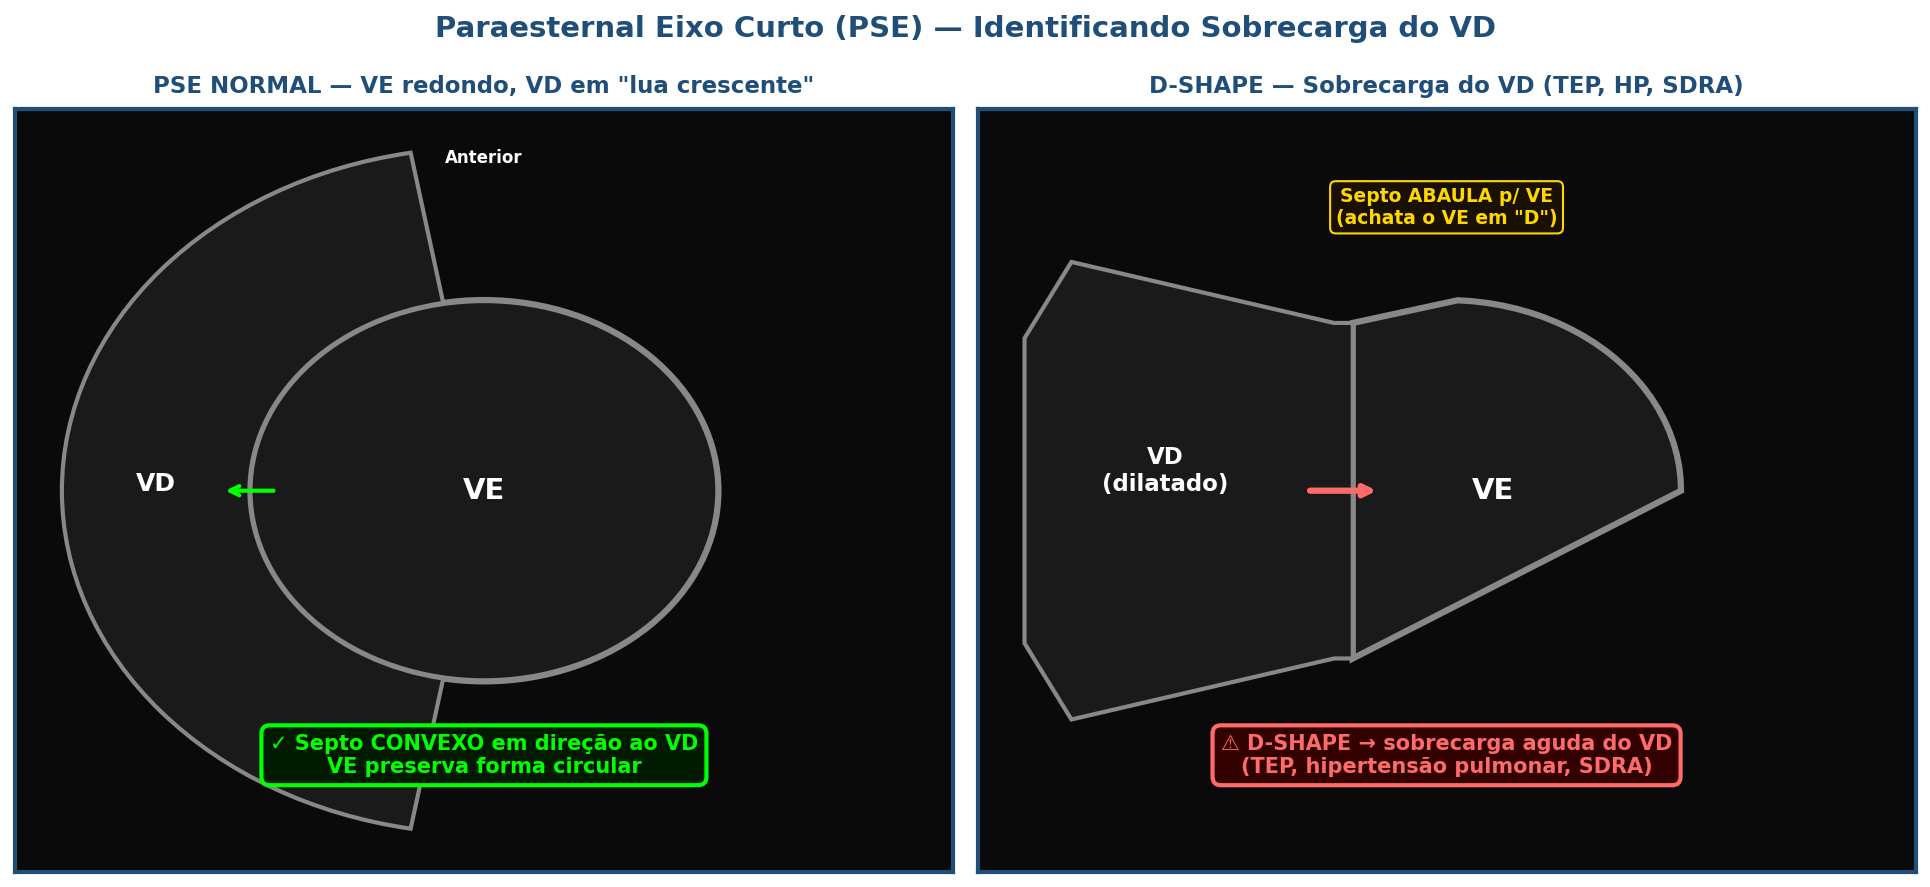 Paraesternal Eixo Curto (PSE) — Identificando Sobrecarga do VD
PSE NORMAL — VE redondo, VD em "lua crescente"
Anterior
VD
VE
✓ Septo CONVEXO em direção ao VD
VE preserva forma circular
D-SHAPE — Sobrecarga do VD (TEP, HP, SDRA)
Septo ABAULA p/ VE
(achata o VE em "D")
VD
(dilatado)
VE
⚠ D-SHAPE → sobrecarga aguda do VD
(TEP, hipertensão pulmonar, SDRA)